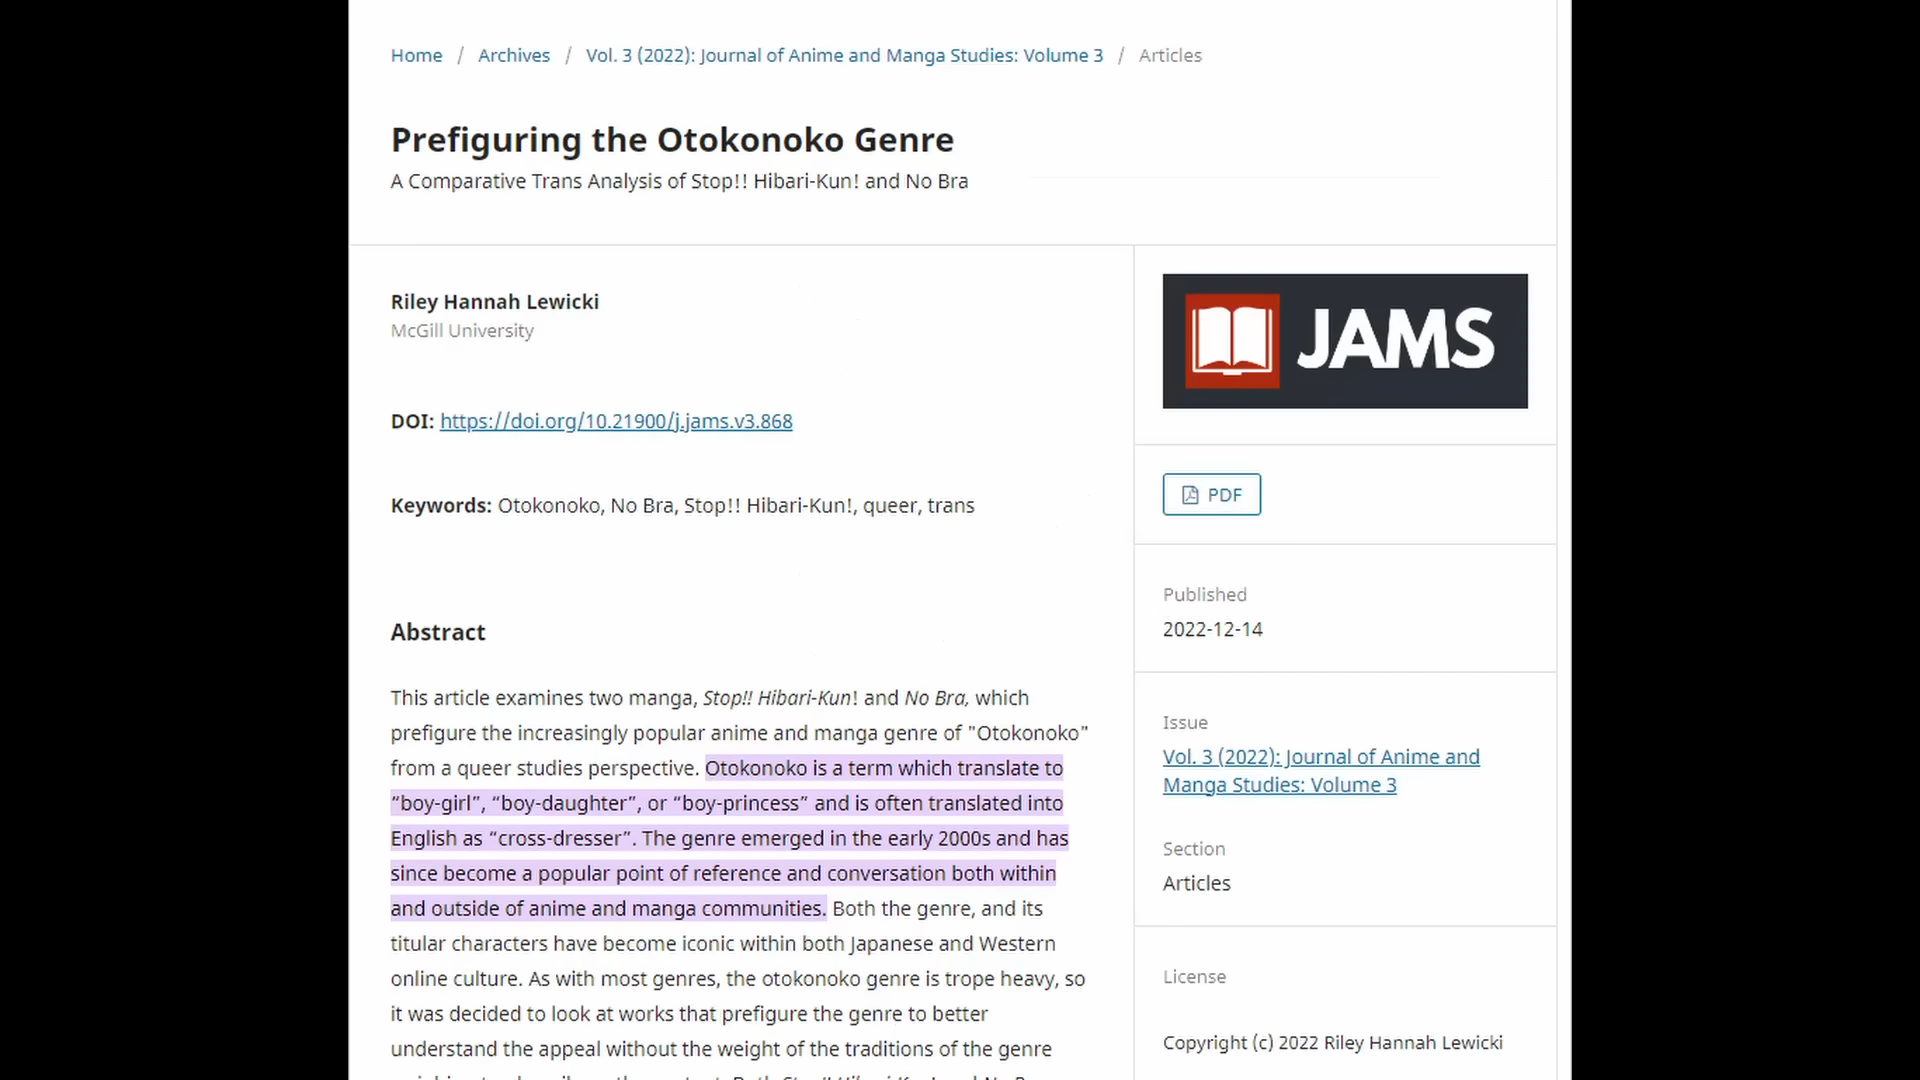 Home / Archives / Vol. 3 (2022): Journal of Anime and Manga Studies: Volume 3 / Articles
Prefiguring the Otokonoko Genre
A Comparative Trans Analysis of Stop!! Hibari-Kun! and No Bra
Riley Hannah Lewicki
McGill University
DOI: https://doi.org/10.21900/j.jams.v3.868
Keywords: Otokonoko, No Bra, Stop!! Hibari-Kun!, queer, trans
Abstract
This article examines two manga, Stop!! Hibari-Kun! and No Bra, which
prefigure the increasingly popular anime and manga genre of "Otokonoko"
from a queer studies perspective. Otokonoko is a term which translate to
“boy-girl”, “boy-daughter”, or “boy-princess” and is often translated into
English as “cross-dresser”. The genre emerged in the early 2000s and has
since become a popular point of reference and conversation both within
and outside of anime and manga communities. Both the genre, and its
titular characters have become iconic within both Japanese and Western
online culture. As with most genres, the otokonoko genre is trope heavy, so
it was decided to look at works that prefigure the genre to better
understand the appeal without the weight of the traditions of the genre
JAMS
PDF
Published
2022-12-14
Issue
Vol. 3 (2022): Journal of Anime and
Manga Studies: Volume 3
Section
Articles
License
Copyright (c) 2022 Riley Hannah Lewicki